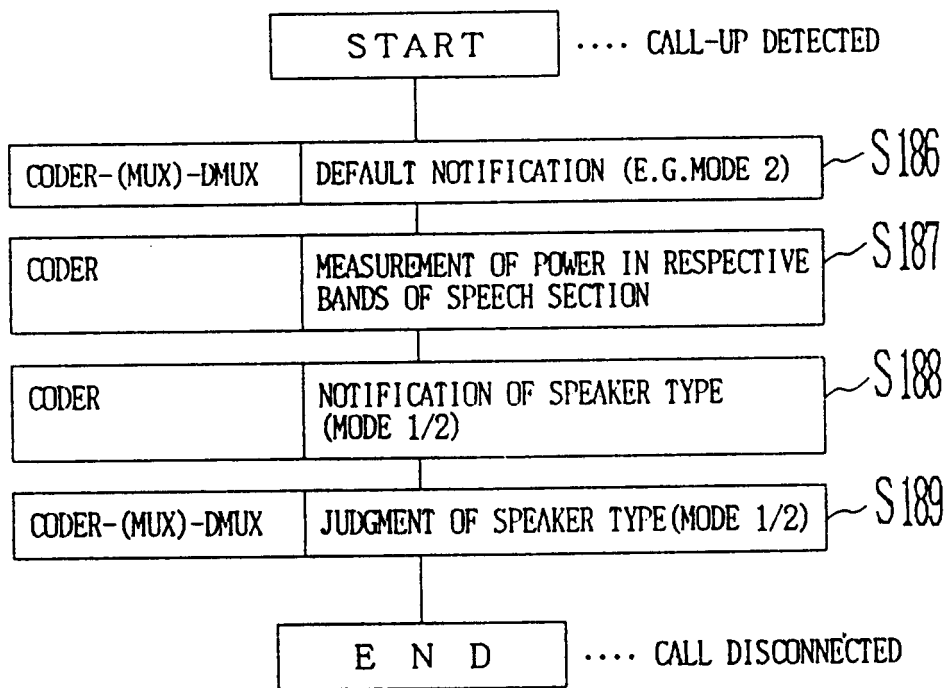 START .... CALL-UP DETECTED
CODER-(MUX)-DMUX DEFAULT NOTIFICATION (E.G.MODE 2) S186
CODER MEASUREMENT OF POWER IN RESPECTIVE BANDS OF SPEECH SECTION S187
CODER NOTIFICATION OF SPEAKER TYPE (MODE 1/2) S188
CODER-(MUX)-DMUX JUDGMENT OF SPEAKER TYPE(MODE 1/2) S189
END .... CALL DISCONNECTED